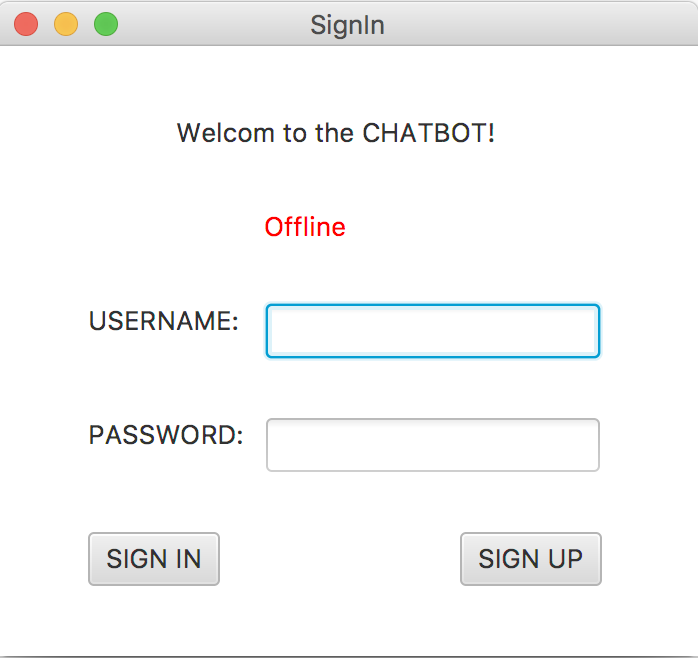 SignIn
Welcom to the CHATBOT!
Offline
USERNAME:
PASSWORD:
SIGN IN
SIGN UP